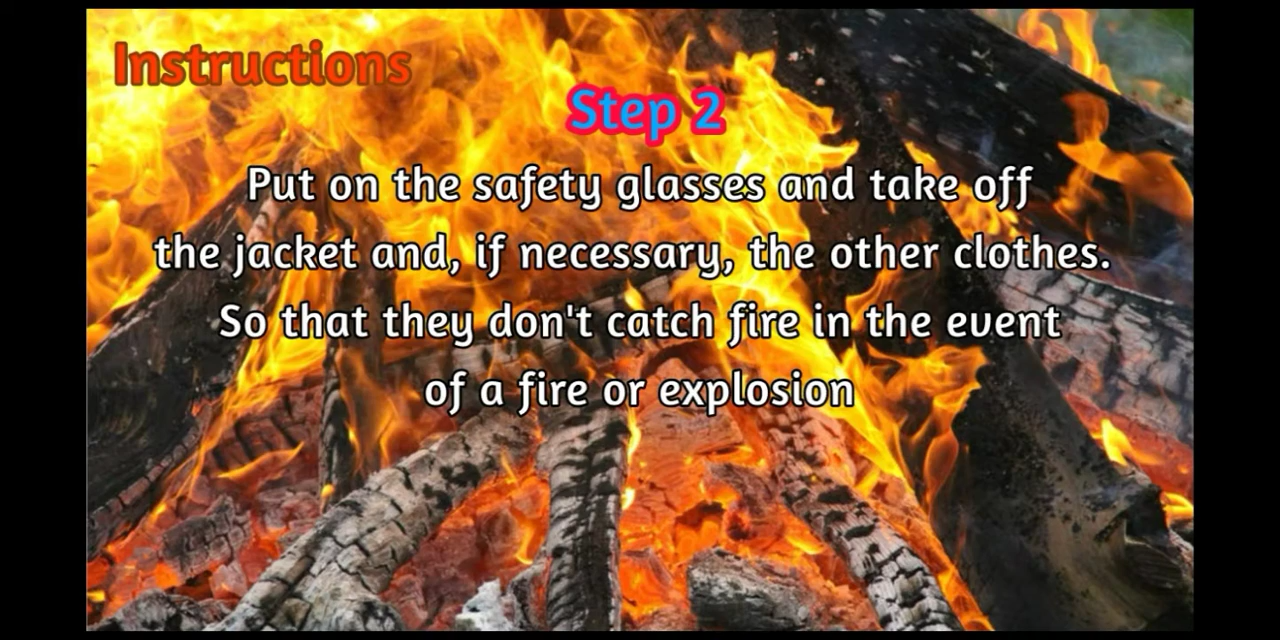 Instructions
Step 2
Put on the safety glasses and take off
the jacket and, if necessary, the other clothes.
So that they don't catch fire in the event
of a fire or explosion